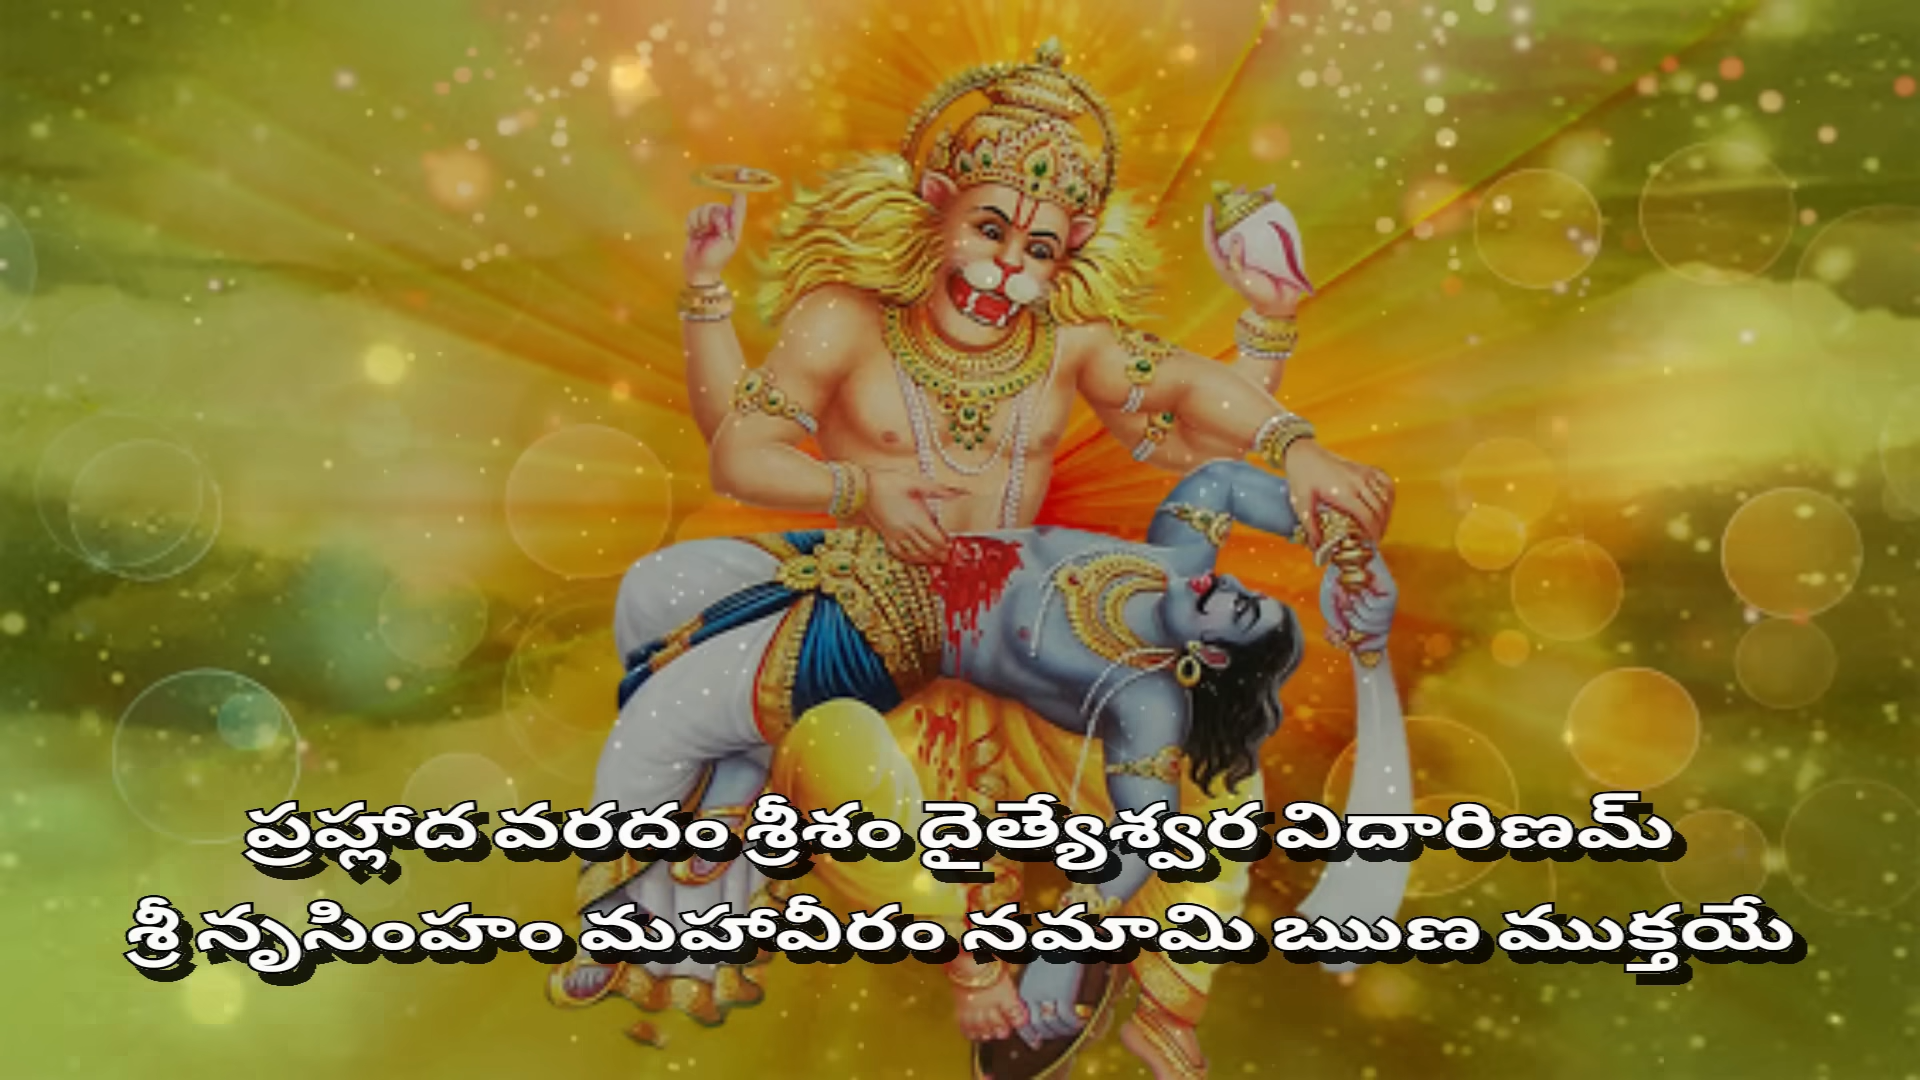 ప్రహ్లాద వరదం శ్రీశం దైత్యేశ్వర విదారిణమ్
శ్రీ నృసింహం మహావీరం నమామి ఋణ ముక్తయే